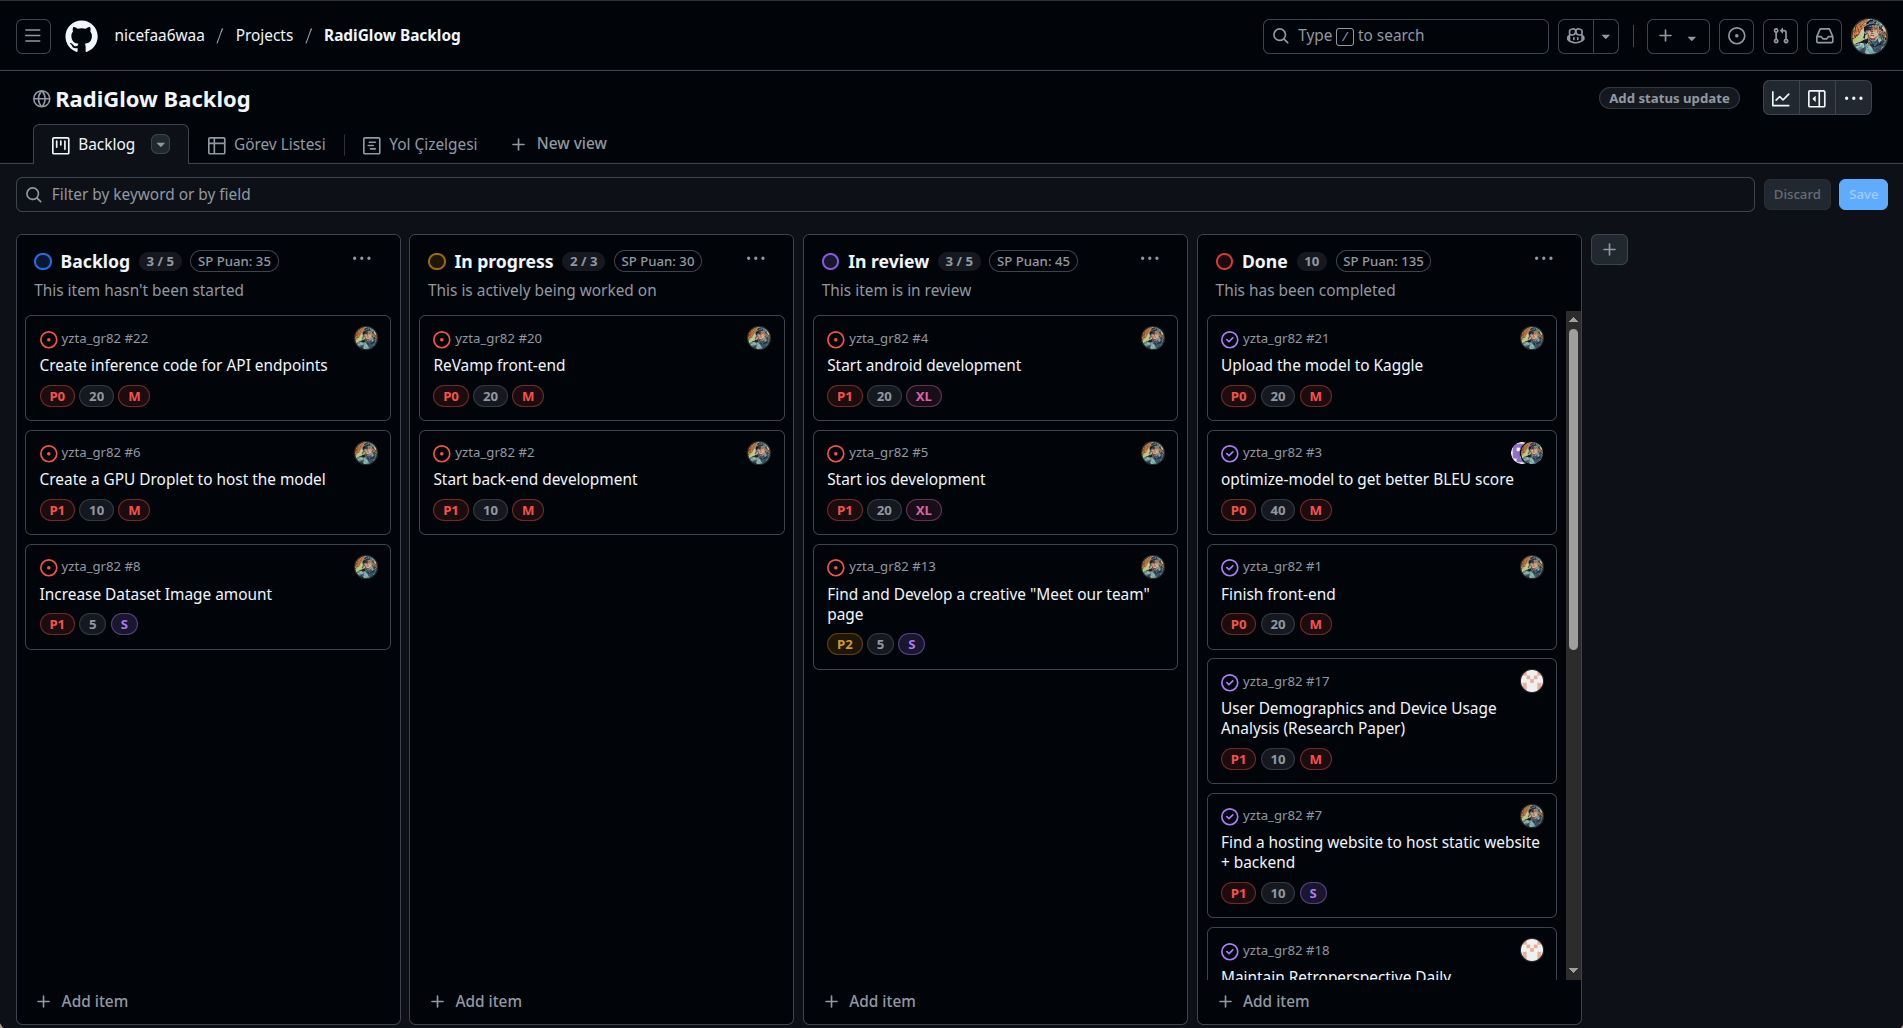 nicefaa6waa / Projects / RadiGlow Backlog
Type / to search
RadiGlow Backlog
Add status update
Backlog
Görev Listesi
Yol Çizelgesi
New view
Filter by keyword or by field
Discard
Save
Backlog 3 / 5 SP Puan: 35
This item hasn't been started
yzta_gr82 #22
Create inference code for API endpoints
P0 20 M
yzta_gr82 #6
Create a GPU Droplet to host the model
P1 10 M
yzta_gr82 #8
Increase Dataset Image amount
P1 5 S
Add item
In progress 2 / 3 SP Puan: 30
This is actively being worked on
yzta_gr82 #20
ReVamp front-end
P0 20 M
yzta_gr82 #2
Start back-end development
P1 10 M
Add item
In review 3 / 5 SP Puan: 45
This item is in review
yzta_gr82 #4
Start android development
P1 20 XL
yzta_gr82 #5
Start ios development
P1 20 XL
yzta_gr82 #13
Find and Develop a creative "Meet our team"
page
P2 5 S
Add item
Done 10 SP Puan: 135
This has been completed
yzta_gr82 #21
Upload the model to Kaggle
P0 20 M
yzta_gr82 #3
optimize-model to get better BLEU score
P0 40 M
yzta_gr82 #1
Finish front-end
P0 20 M
yzta_gr82 #17
User Demographics and Device Usage
Analysis (Research Paper)
P1 10 M
yzta_gr82 #7
Find a hosting website to host static website
+ backend
P1 10 S
yzta_gr82 #18
Maintain Retroperspective Daily
Add item